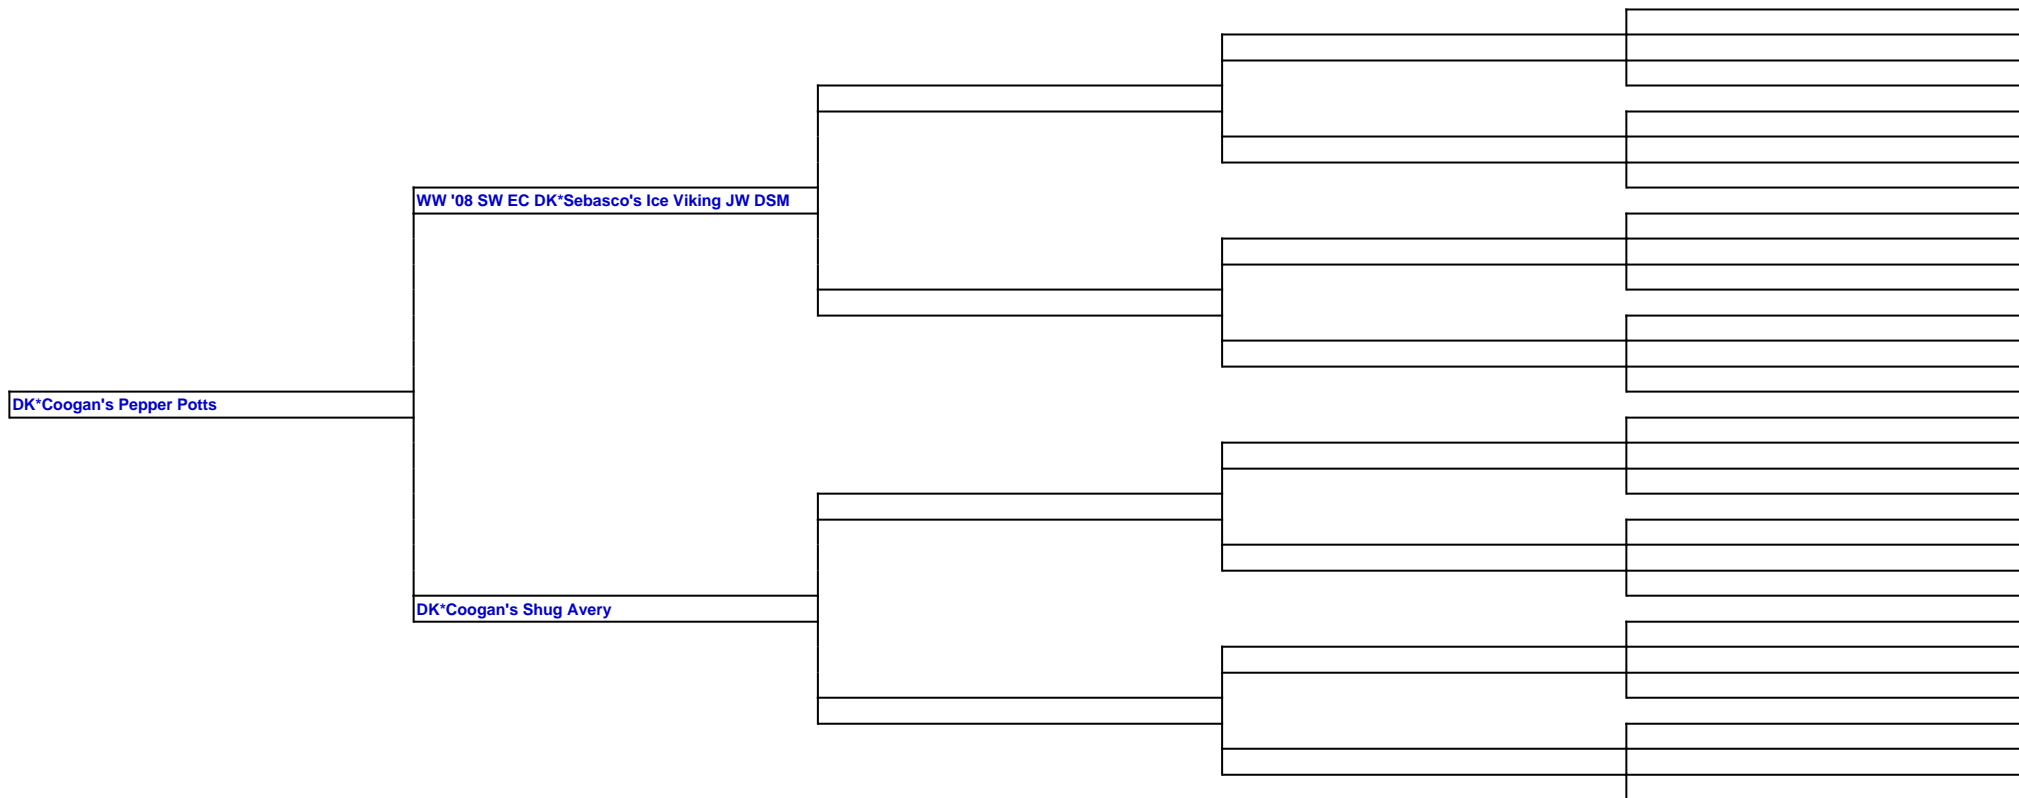 WW '08 SW EC DK*Sebasco's Ice Viking JW DSM
DK*Coogan's Pepper Potts
DK*Coogan's Shug Avery